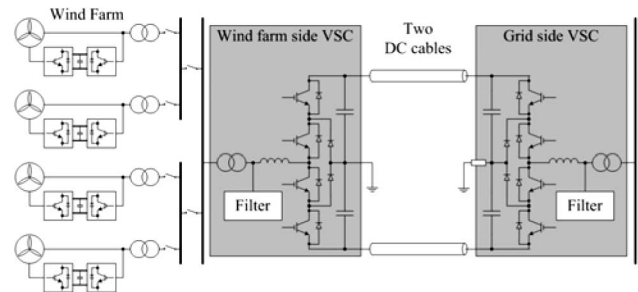 Wind Farm
Wind farm side VSC
Two
DC cables
Grid side VSC
Filter
Filter